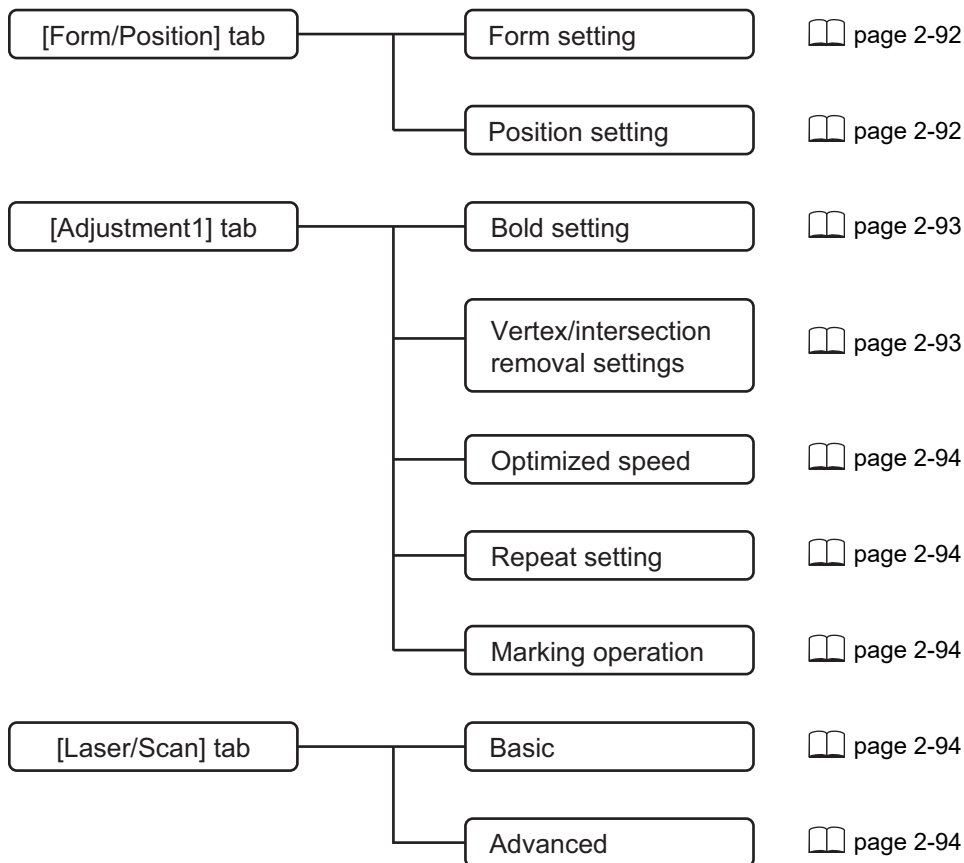 [Form/Position] tab
Form setting
page 2-92
Position setting
page 2-92
[Adjustment1] tab
Bold setting
page 2-93
Vertex/intersection
removal settings
page 2-93
Optimized speed
page 2-94
Repeat setting
page 2-94
Marking operation
page 2-94
[Laser/Scan] tab
Basic
page 2-94
Advanced
page 2-94